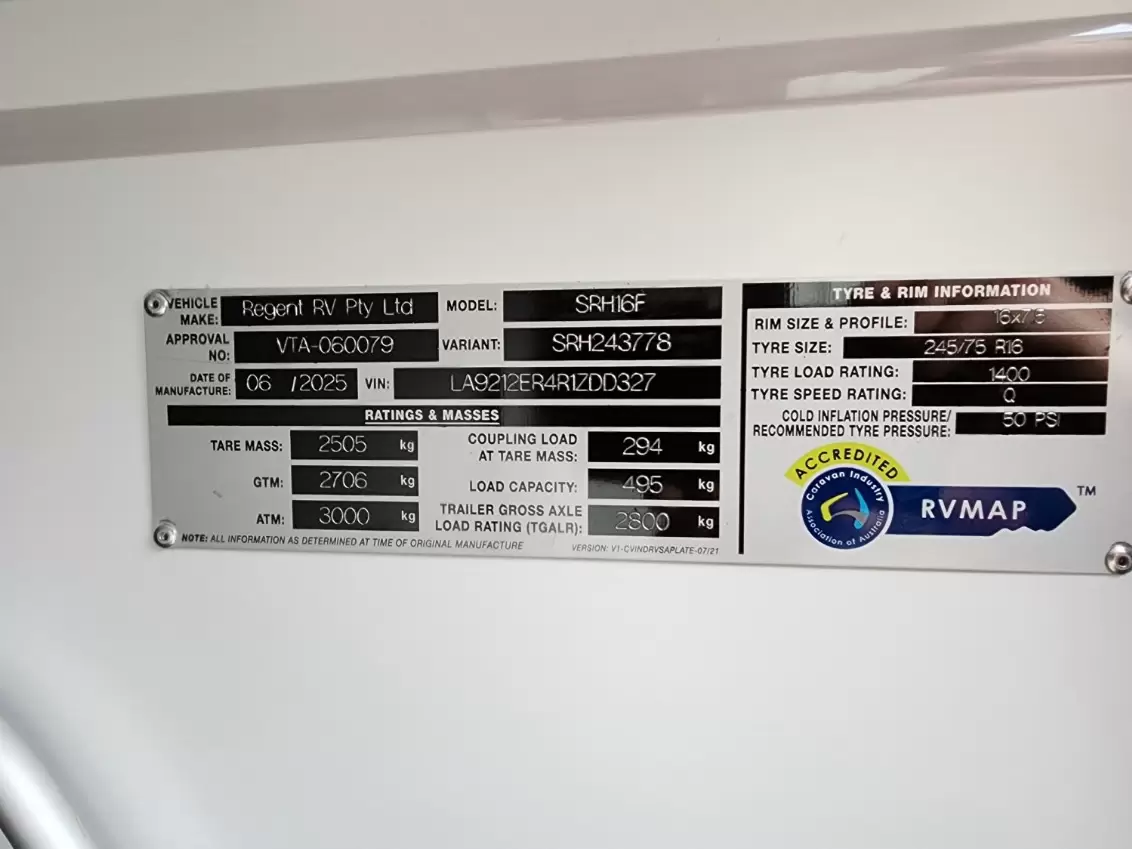 VEHICLE MAKE: Regent RV Pty Ltd MODEL: SRH16F
APPROVAL NO: VTA-060079 VARIANT: SRH243778
DATE OF MANUFACTURE: 06 /2025 VIN: LA9212ER4R1ZDD327
RATINGS & MASSES
TARE MASS: 2505 kg COUPLING LOAD AT TARE MASS: 294 kg
GTM: 2706 kg LOAD CAPACITY: 495 kg
ATM: 3000 kg TRAILER GROSS AXLE LOAD RATING (TGALR): 2800 kg
NOTE: ALL INFORMATION AS DETERMINED AT TIME OF ORIGINAL MANUFACTURE VERSION: V1-CVINDRVSAPLATE-07/21
TYRE & RIM INFORMATION
RIM SIZE & PROFILE:
TYRE SIZE: 245/75 R16
TYRE LOAD RATING: 1400
TYRE SPEED RATING: Q
COLD INFLATION PRESSURE/
RECOMMENDED TYRE PRESSURE: 50 PSI
ACCREDITED
Caravan Industry
Association of Australia
RVMAP TM